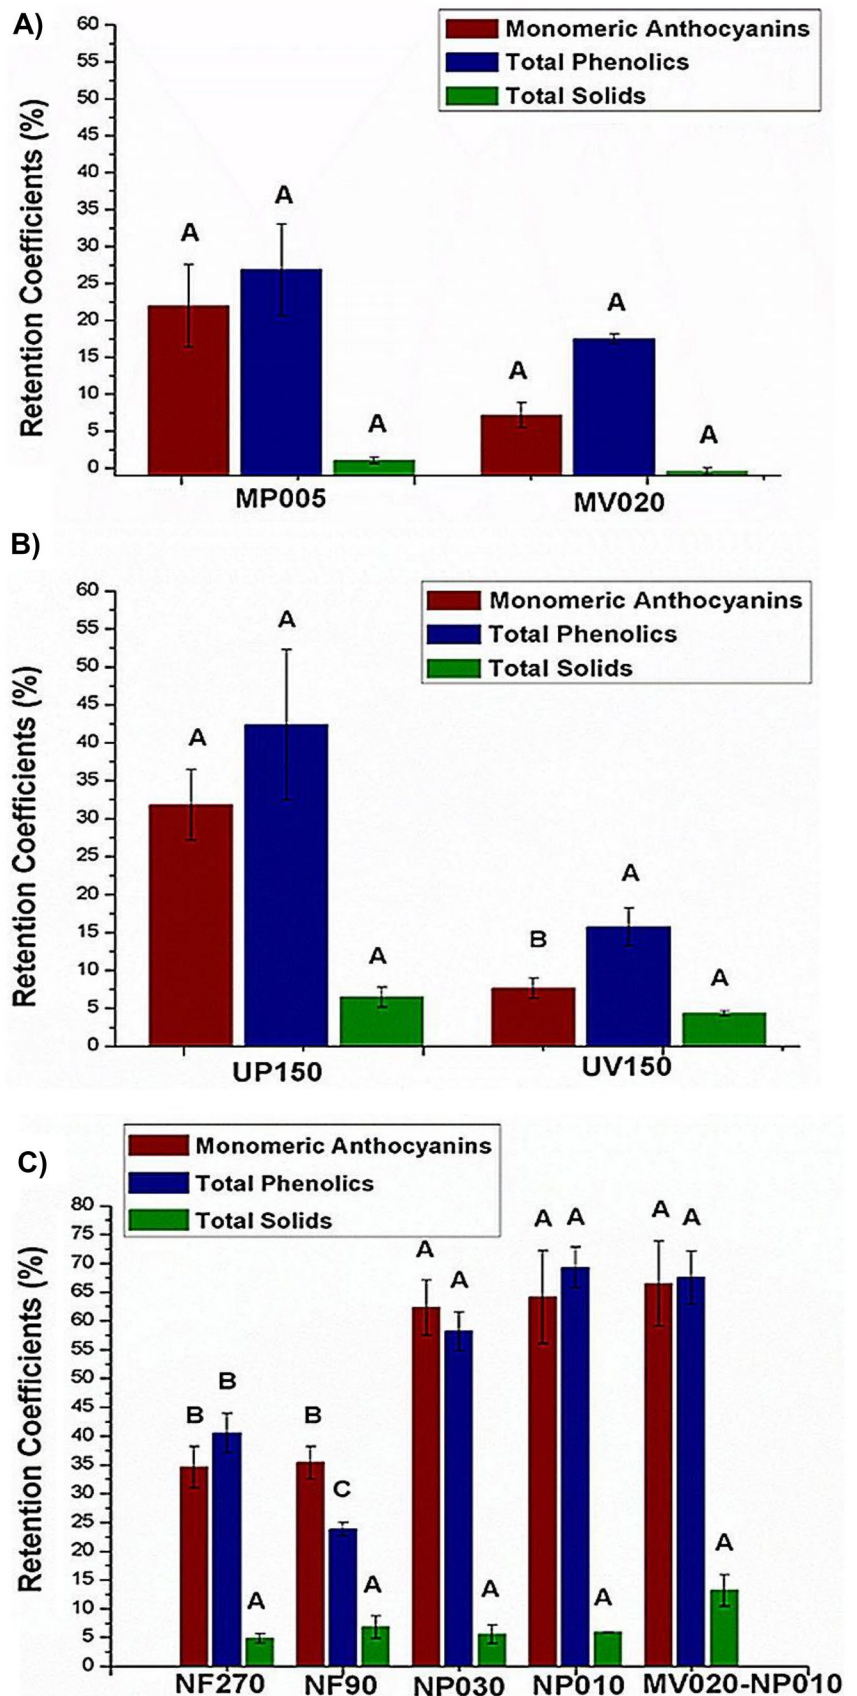 A)
Monomeric Anthocyanins
Total Phenolics
Total Solids
Retention Coefficients (%)
60
55
50
45
40
35
30
25
20
15
10
5
0
A
A
A
A
A
A
MP005
MV020
B)
Monomeric Anthocyanins
Total Phenolics
Total Solids
Retention Coefficients (%)
60
55
50
45
40
35
30
25
20
15
10
5
0
A
A
A
B
A
A
UP150
UV150
C)
Monomeric Anthocyanins
Total Phenolics
Total Solids
Retention Coefficients (%)
80
75
70
65
60
55
50
45
40
35
30
25
20
15
10
5
0
B
B
A
B
C
A
A
A
A
A
A
A
A
A
A
NF270
NF90
NP030
NP010
MV020-NP010